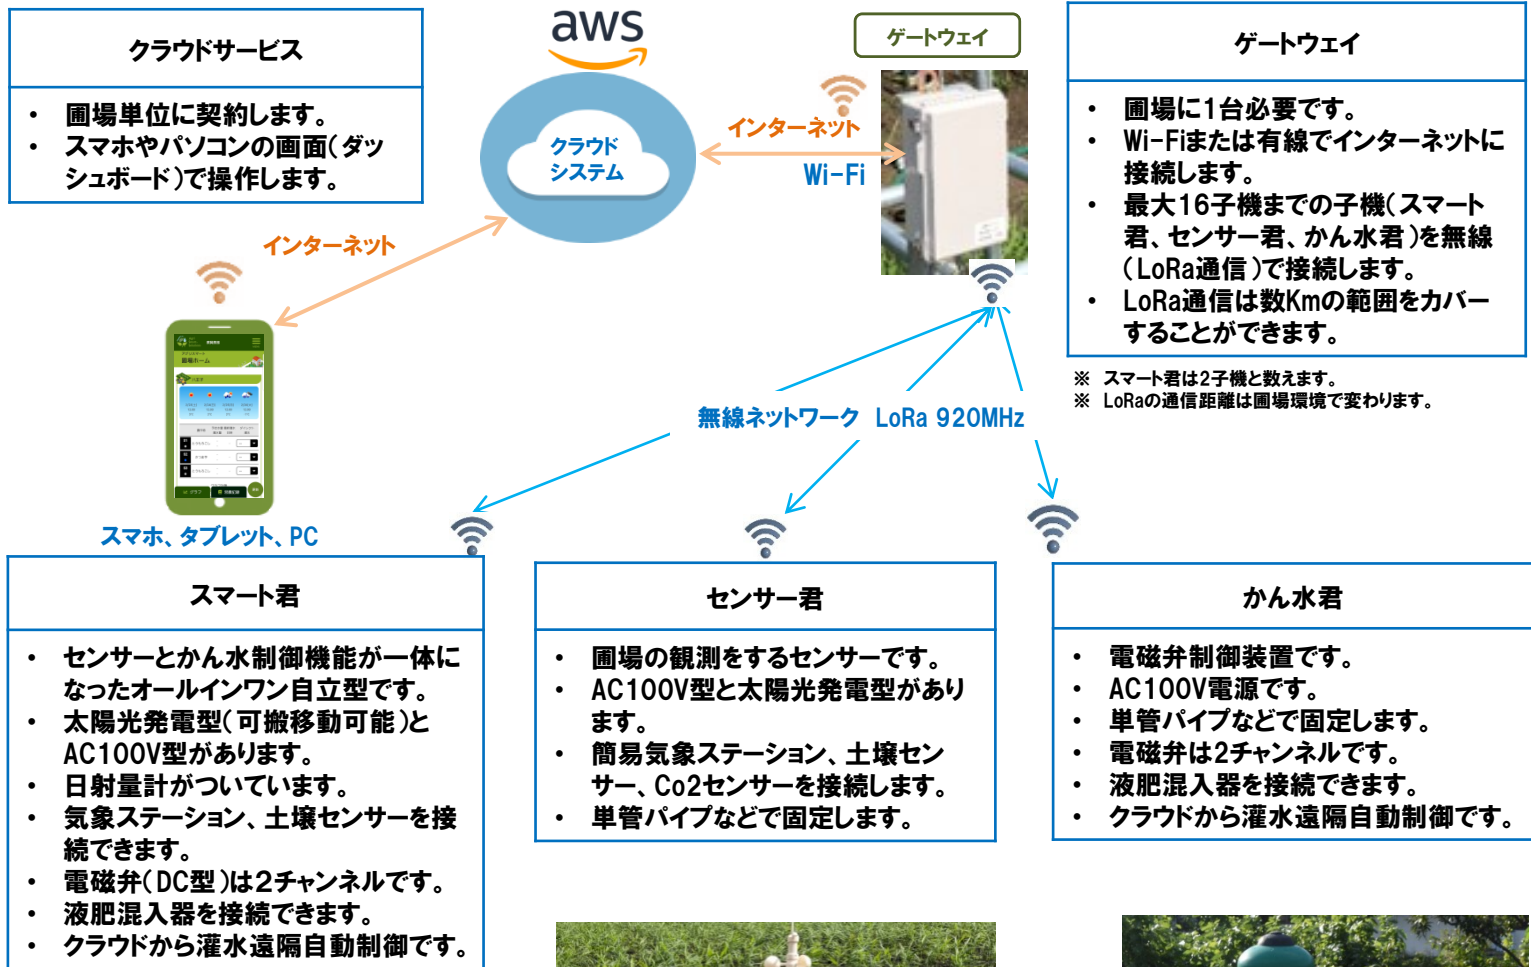 クラウドサービス
・ 圃場単位に契約します。
・ スマホやパソコンの画面(ダッ
シュボード)で操作します。
aws
クラウド
システム
インターネット
Wi-Fi
ゲートウェイ
ゲートウェイ
・ 圃場に1台必要です。
・ Wi-Fiまたは有線でインターネットに
接続します。
・ 最大16子機までの子機(スマート
君、センサー君、かん水君)を無線
(LoRa通信)で接続します。
・ LoRa通信は数Kmの範囲をカバー
することができます。
※ スマート君は2子機と数えます。
※ LoRaの通信距離は圃場環境で変わります。
インターネット
圃場ホーム
スマホ、タブレット、PC
無線ネットワーク LoRa 920MHz
スマート君
・ センサーとかん水制御機能が一体に
なったオールインワン自立型です。
・ 太陽光発電型(可搬移動可能)と
AC100V型があります。
・ 日射量計がついています。
・ 気象ステーション、土壌センサーを接
続できます。
・ 電磁弁(DC型)は2チャンネルです。
・ 液肥混入器を接続できます。
・ クラウドから灌水遠隔自動制御です。
センサー君
・ 圃場の観測をするセンサーです。
・ AC100V型と太陽光発電型があり
ます。
・ 簡易気象ステーション、土壌セン
サー、Co2センサーを接続します。
・ 単管パイプなどで固定します。
かん水君
・ 電磁弁制御装置です。
・ AC100V電源です。
・ 単管パイプなどで固定します。
・ 電磁弁は2チャンネルです。
・ 液肥混入器を接続できます。
・ クラウドから灌水遠隔自動制御です。